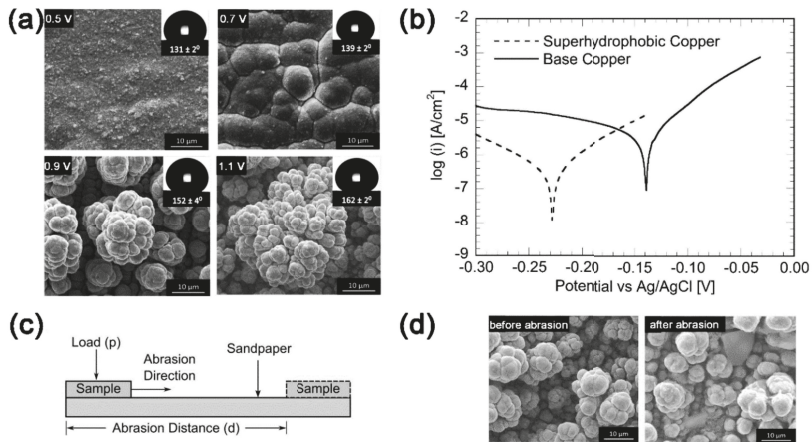 (a)
0.5 V
131 ± 2⁰
10 µm
0.7 V
139 ± 2⁰
10 µm
0.9 V
152 ± 4⁰
10 µm
1.1 V
162 ± 2⁰
10 µm
(b)
Superhydrophobic Copper
Base Copper
log (i) [A/cm²]
-2
-3
-4
-5
-6
-7
-8
-9
-0.30 -0.25 -0.20 -0.15 -0.10 -0.05 0.00
Potential vs Ag/AgCl [V]
(c)
Load (p)
Abrasion
Direction
Sandpaper
Sample
Sample
Abrasion Distance (d)
(d)
before abrasion
10 µm
after abrasion
10 µm